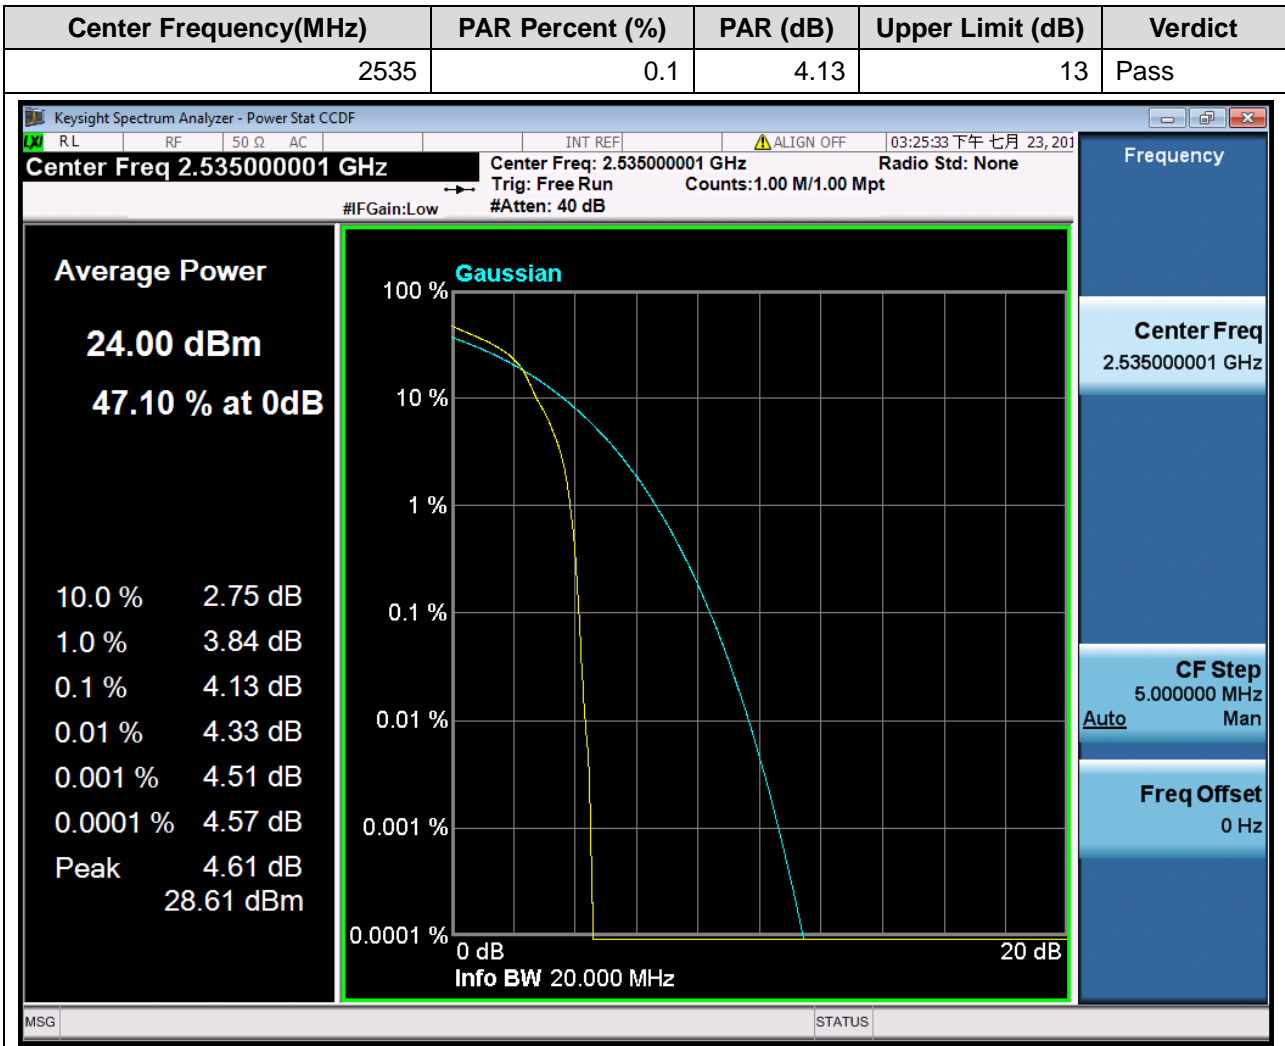 Center Frequency(MHz) PAR Percent (%) PAR (dB) Upper Limit (dB) Verdict
2535 0.1 4.13 13 Pass
Keysight Spectrum Analyzer - Power Stat CCDF
LXI RL RF 50 Ω AC INT REF ALIGN OFF 03:25:33 下午 七月 23, 201
Center Freq 2.535000001 GHz
Center Freq: 2.535000001 GHz Radio Std: None
Trig: Free Run Counts:1.00 M/1.00 Mpt
#IFGain:Low #Atten: 40 dB
Frequency
Average Power
24.00 dBm
47.10 % at 0dB
10.0 % 2.75 dB
1.0 % 3.84 dB
0.1 % 4.13 dB
0.01 % 4.33 dB
0.001 % 4.51 dB
0.0001 % 4.57 dB
Peak 4.61 dB
28.61 dBm
Gaussian
100 %
10 %
1 %
0.1 %
0.01 %
0.001 %
0.0001 %
0 dB 20 dB
Info BW 20.000 MHz
Center Freq
2.535000001 GHz
CF Step
5.000000 MHz
Auto Man
Freq Offset
0 Hz
MSG STATUS